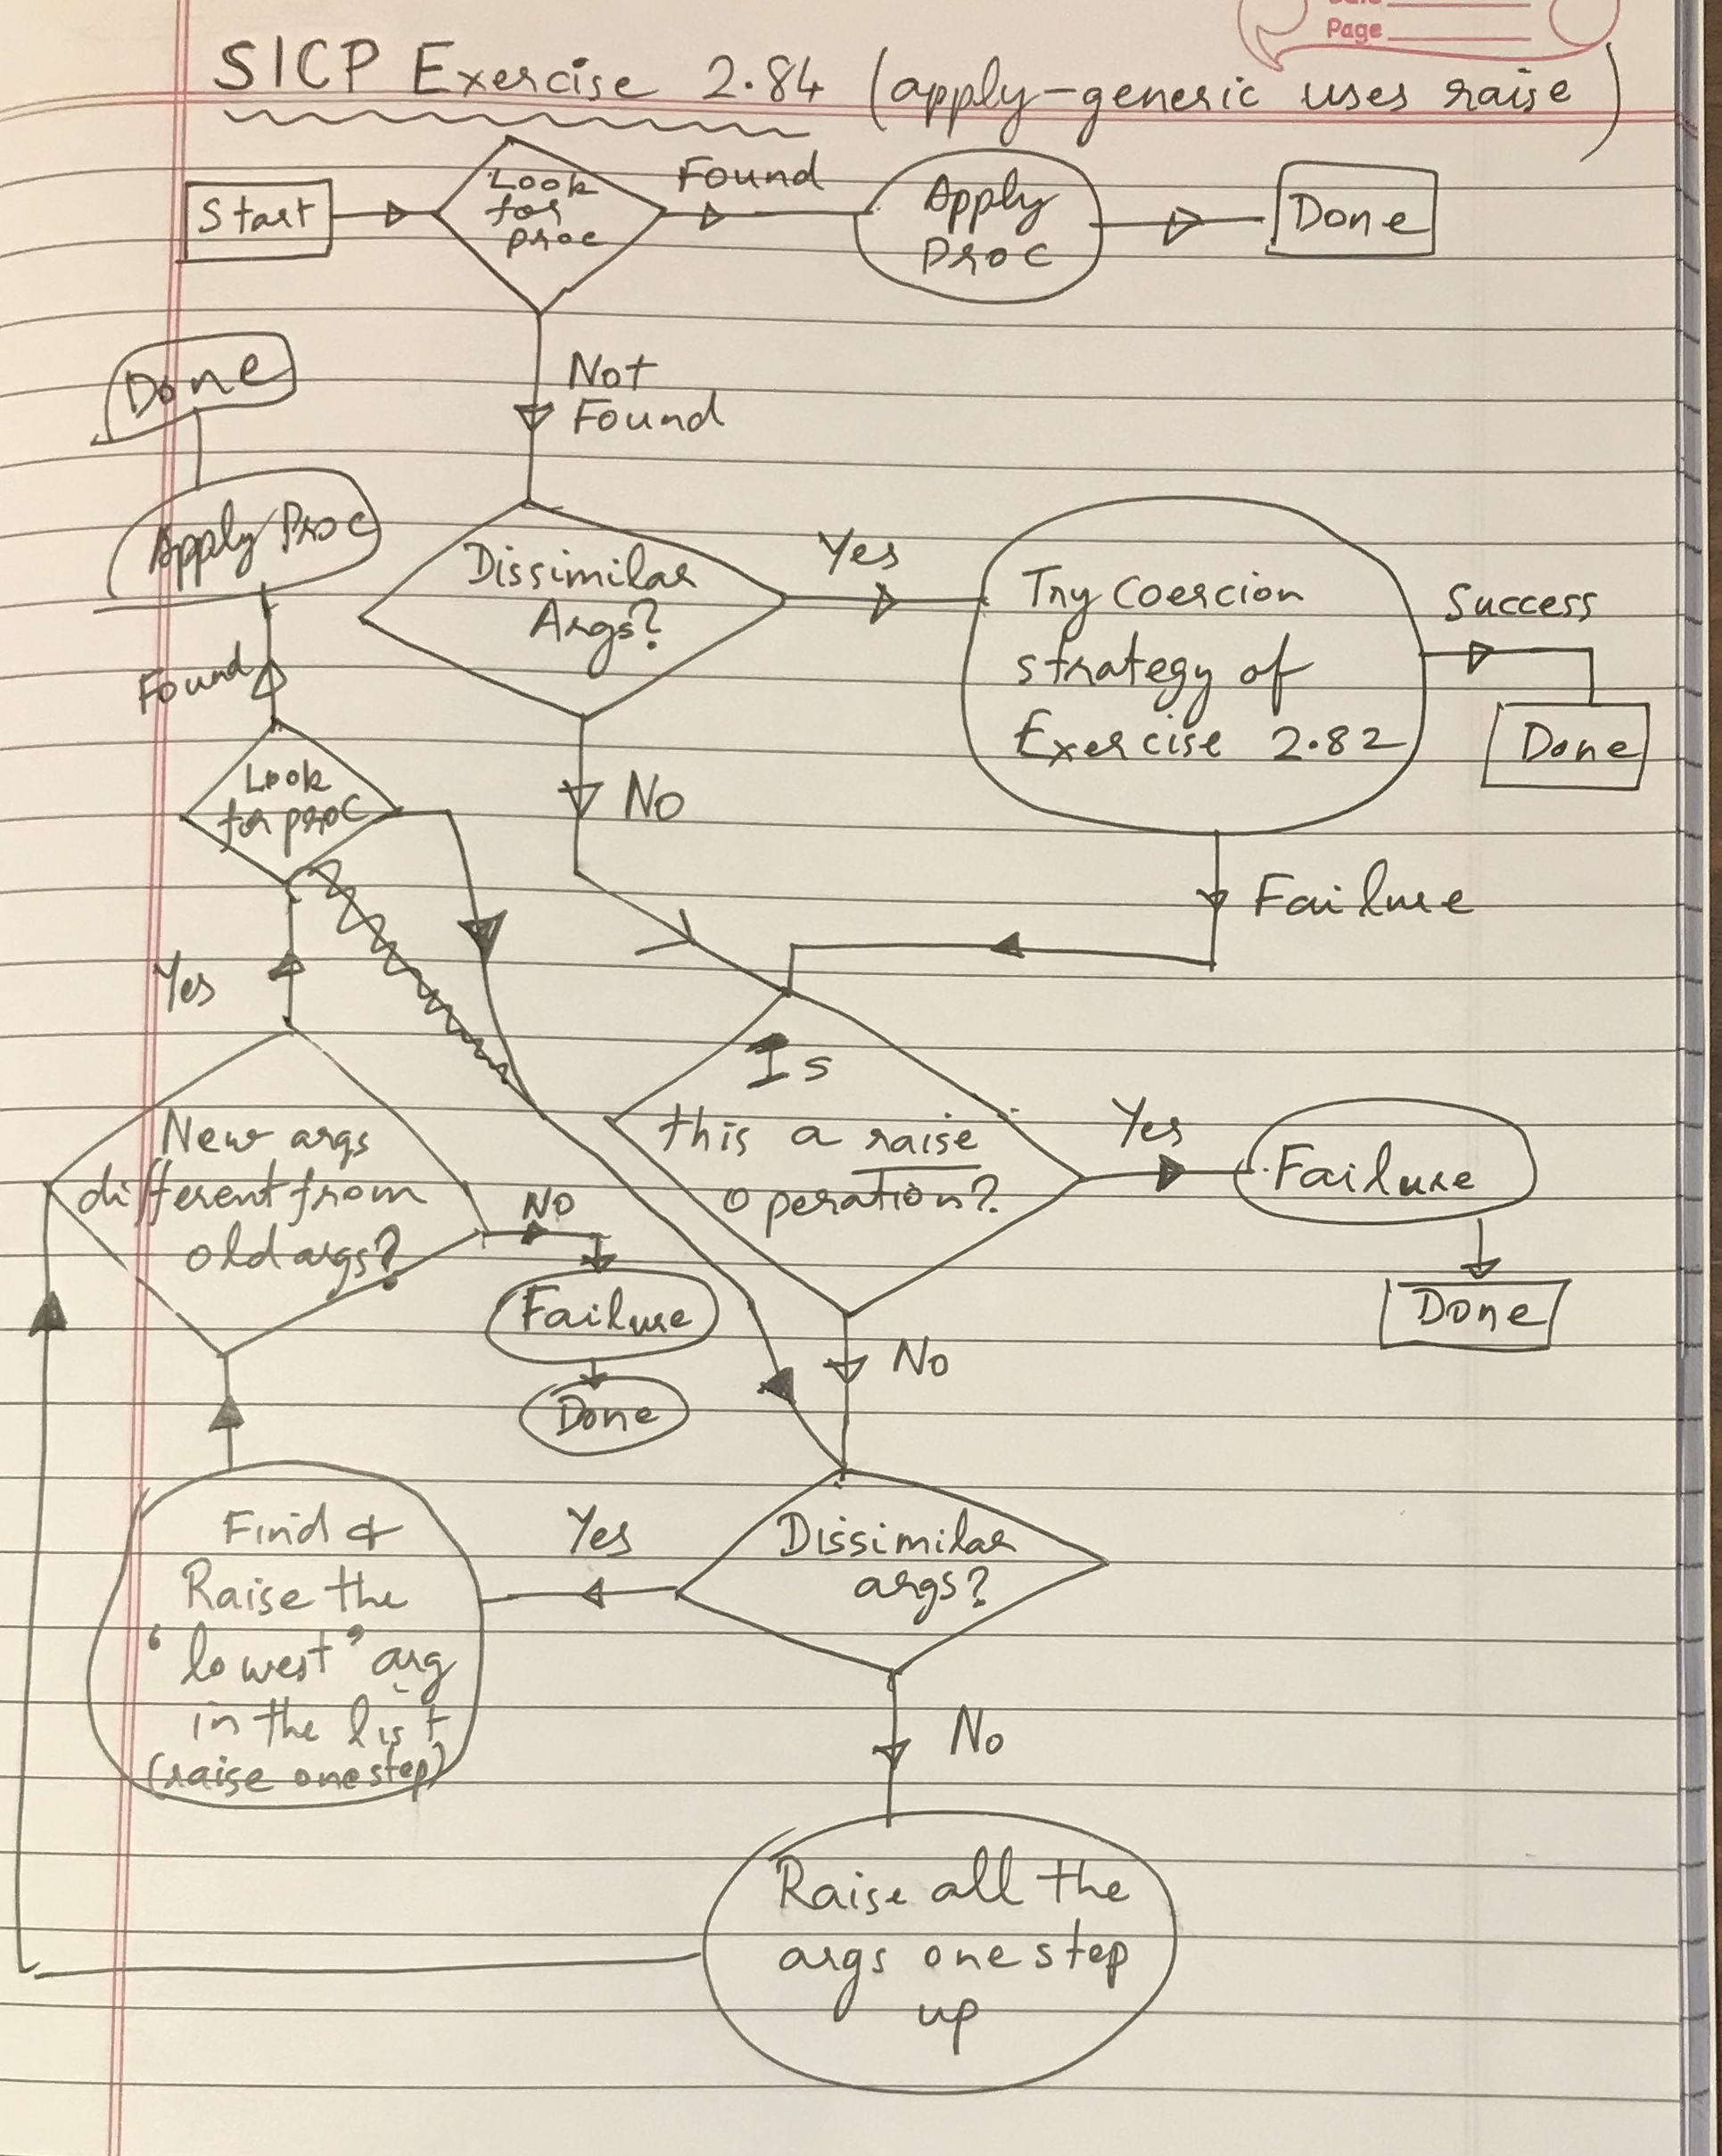 Page
SICP Exercise 2.84 (apply-generic uses raise)
Start
Look
for
proc
Found
Apply
Proc
Done
Not
Found
Done
Apply Proc
Dissimilar
Args?
Yes
Try Coercion
strategy of
Exercise 2.82
Success
Done
Found
Look
for proc
No
Failure
Yes
Is
this a raise
operation?
Yes
Failure
Done
New args
different from
old args?
No
Failure
Done
No
Find &
Raise the
'lowest' arg
in the list
(raise one step)
Yes
Dissimilar
args?
No
Raise all the
args one step
up